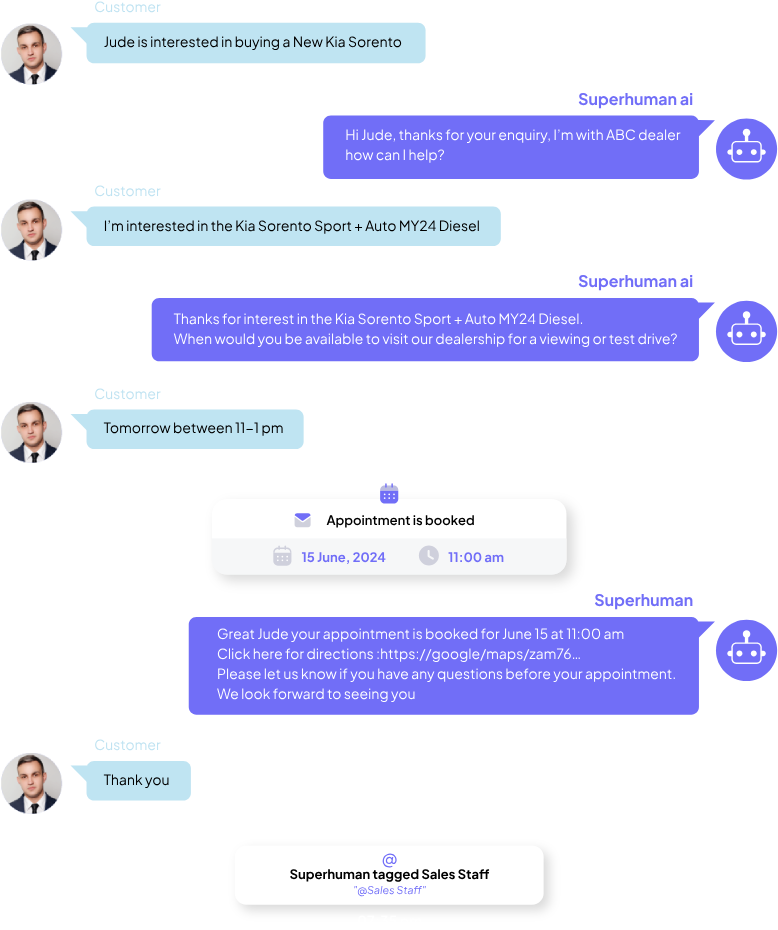 Customer
Jude is interested in buying a New Kia Sorento
Superhuman ai
Hi Jude, thanks for your enquiry, I'm with ABC dealer
how can I help?
Customer
I'm interested in the Kia Sorento Sport + Auto MY24 Diesel
Superhuman ai
Thanks for interest in the Kia Sorento Sport + Auto MY24 Diesel.
When would you be available to visit our dealership for a viewing or test drive?
Customer
Tomorrow between 11–1 pm
Appointment is booked
15 June, 2024 11:00 am
Superhuman
Great Jude your appointment is booked for June 15 at 11:00 am
Click here for directions :https://google/maps/zam76...
Please let us know if you have any questions before your appointment.
We look forward to seeing you
Customer
Thank you
@
Superhuman tagged Sales Staff
"@Sales Staff"